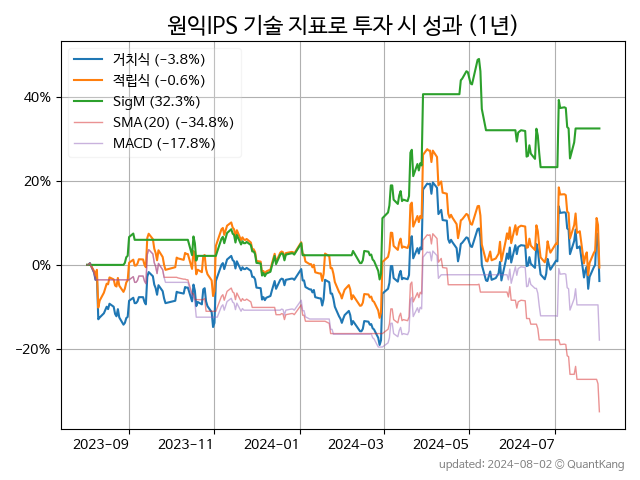 원익IPS 기술 지표로 투자 시 성과 (1년)
거치식 (−3.8%)
적립식 (−0.6%)
SigM (32.3%)
SMA(20) (−34.8%)
MACD (−17.8%)
40%
20%
0%
−20%
2023-09 2023-11 2024-01 2024-03 2024-05 2024-07
updated: 2024-08-02 © QuantKang